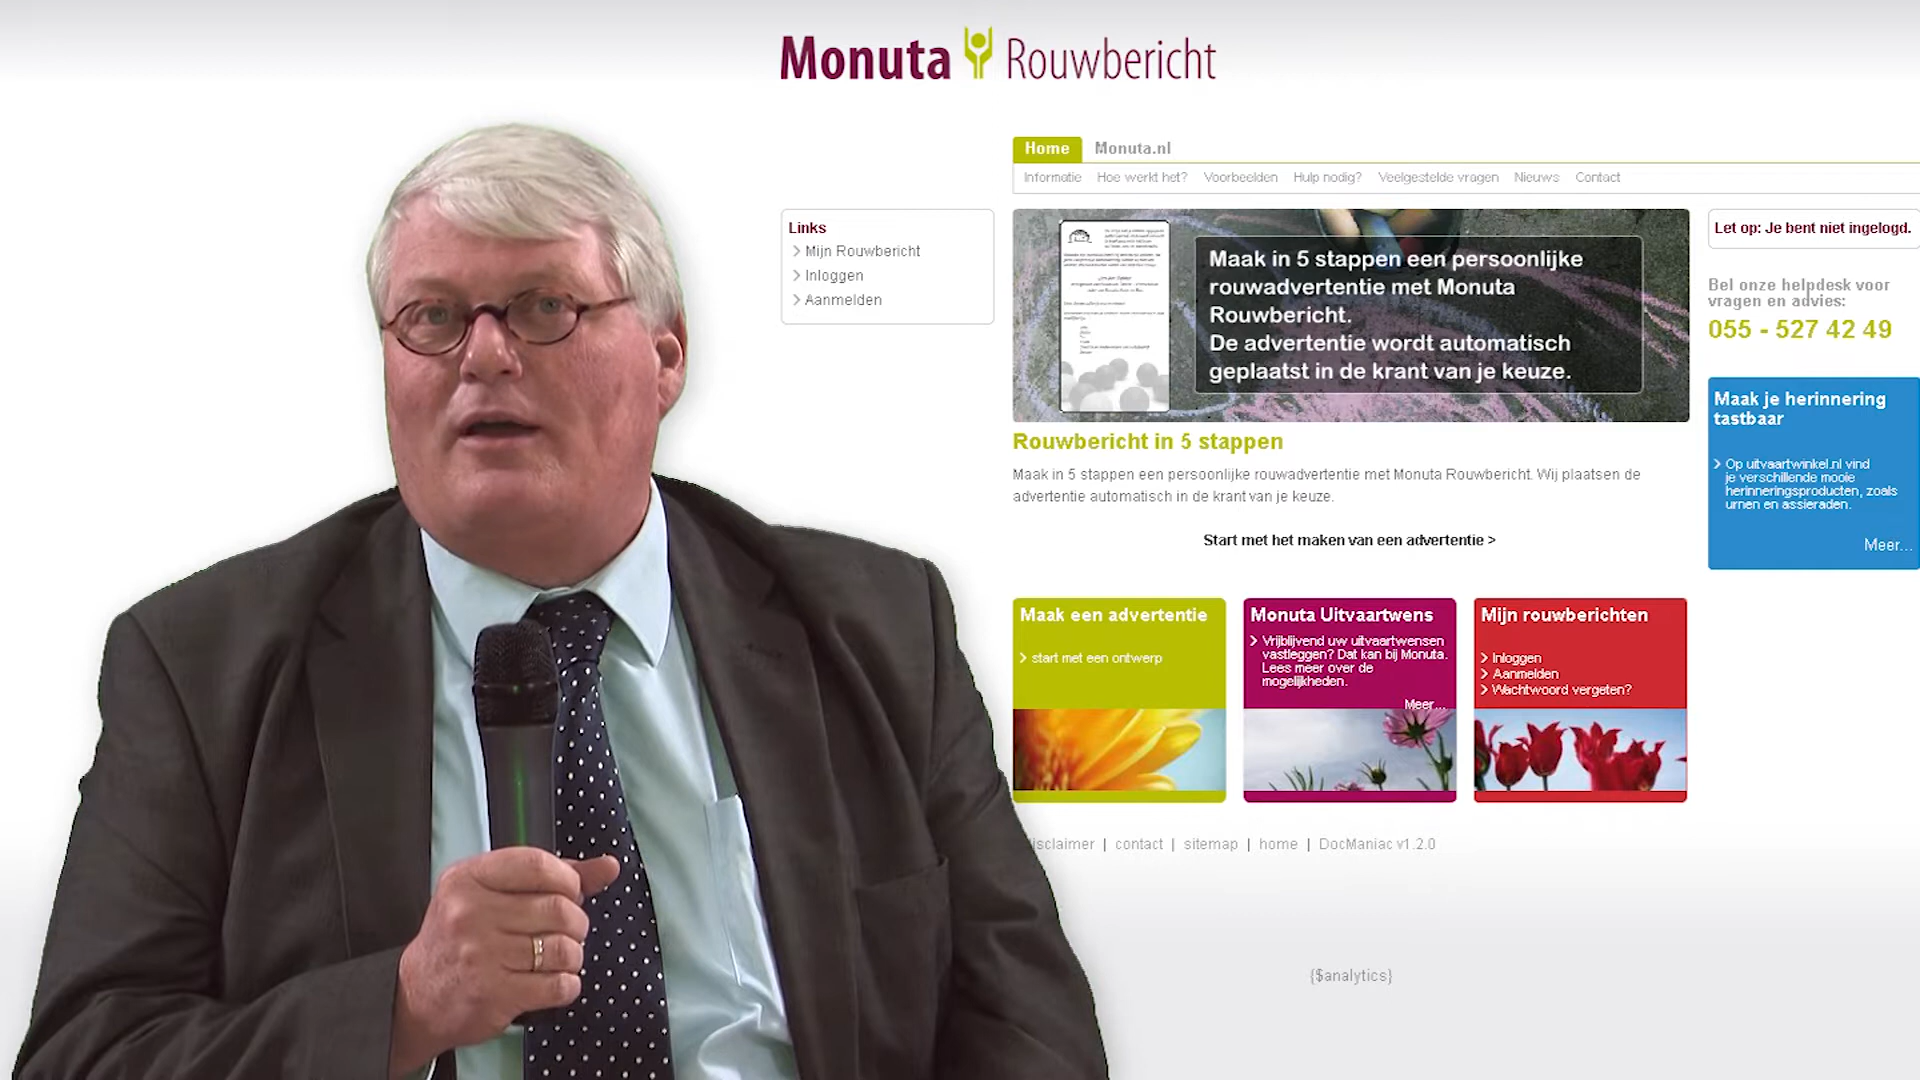 Monuta Rouwbericht
Home Monuta.nl
Informatie Hoe werkt het? Voorbeelden Hulp nodig? Veelgestelde vragen Nieuws Contact
Links
Mijn Rouwbericht
Inloggen
Aanmelden
Maak in 5 stappen een persoonlijke
rouwadvertentie met Monuta
Rouwbericht.
De advertentie wordt automatisch
geplaatst in de krant van je keuze.
Let op: Je bent niet ingelogd.
Bel onze helpdesk voor
vragen en advies:
055 - 527 42 49
Maak je herinnering
tastbaar
Op uitvaartwinkel.nl vind
je verschillende mooie
herinneringsproducten, zoals
urnen en assieraden.
Meer...
Rouwbericht in 5 stappen
Maak in 5 stappen een persoonlijke rouwadvertentie met Monuta Rouwbericht. Wij plaatsen de
advertentie automatisch in de krant van je keuze.
Start met het maken van een advertentie >
Maak een advertentie
start met een ontwerp
Monuta Uitvaartwens
Vrijblijvend uw uitvaartwensen
vastleggen? Dat kan bij Monuta.
Lees meer over de
mogelijkheden.
Meer...
Mijn rouwberichten
Inloggen
Aanmelden
Wachtwoord vergeten?
isclaimer | contact | sitemap | home | DocManiac v1.2.0
{$analytics}